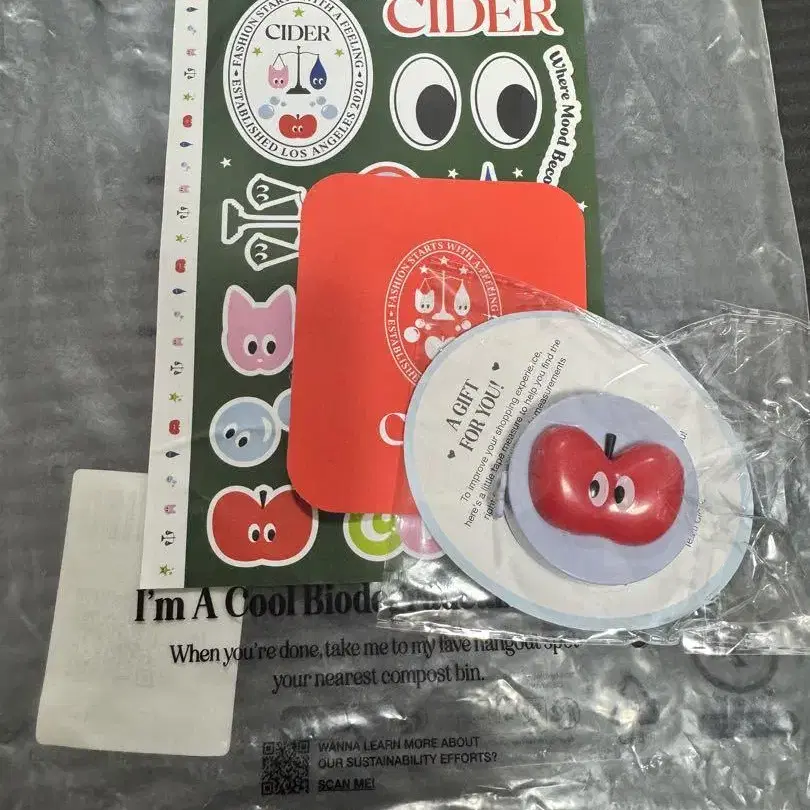 FASHION STARTS WITH A FEELING
CIDER
ESTABLISHED LOS ANGELES 2020
CIDER
Where Mood Beco
FASHION STARTS WITH A FEELING
C
A GIFT
FOR YOU!
To improve your shopping experience,
here's a little tape measure to help you find the
right measurements
I'm A Cool
When you're done, take me to my fave hangout spot
your nearest compost bin.
WANNA LEARN MORE ABOUT
OUR SUSTAINABILITY EFFORTS?
SCAN ME!